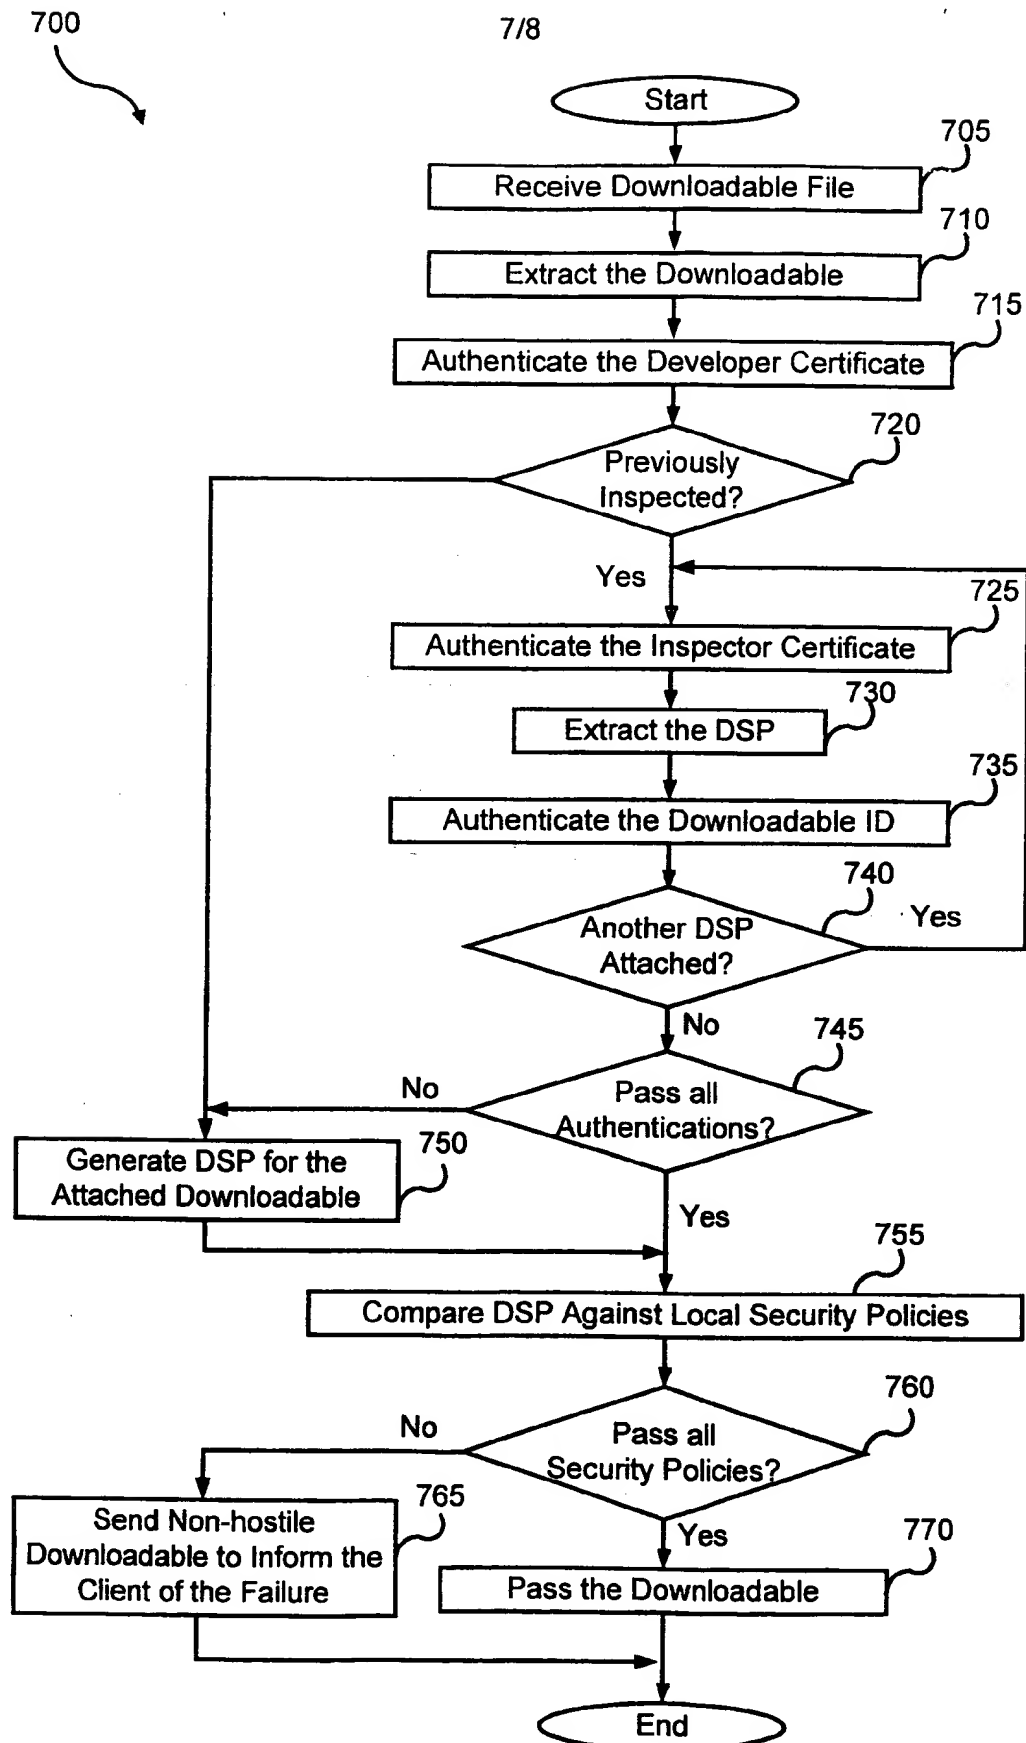 700
7/8
Start
705
Receive Downloadable File
710
Extract the Downloadable
715
Authenticate the Developer Certificate
720
Previously
Inspected?
Yes
725
Authenticate the Inspector Certificate
730
Extract the DSP
735
Authenticate the Downloadable ID
740
Another DSP
Attached?
Yes
No
745
Pass all
Authentications?
No
750
Generate DSP for the
Attached Downloadable
Yes
755
Compare DSP Against Local Security Policies
760
Pass all
Security Policies?
No
765
Send Non-hostile
Downloadable to Inform the
Client of the Failure
Yes
770
Pass the Downloadable
End